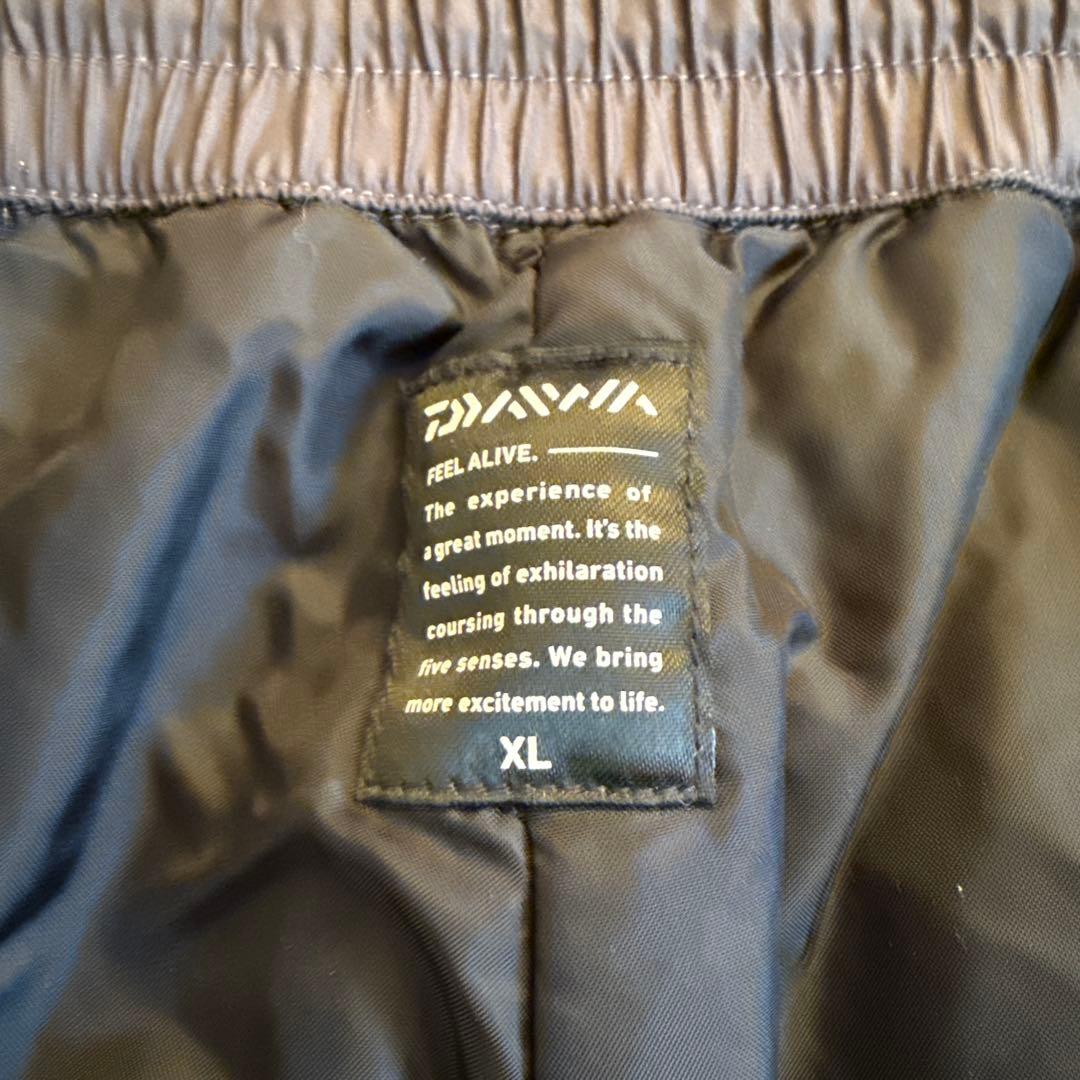 DAIWA
FEEL ALIVE.
The experience of
a great moment. It's the
feeling of exhilaration
coursing through the
five senses. We bring
more excitement to life.
XL